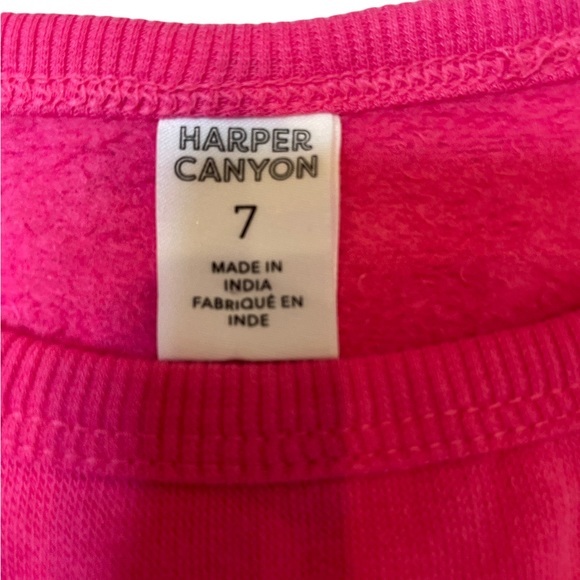 HARPER
CANYON
7
MADE IN
INDIA
FABRIQUÉ EN
INDE